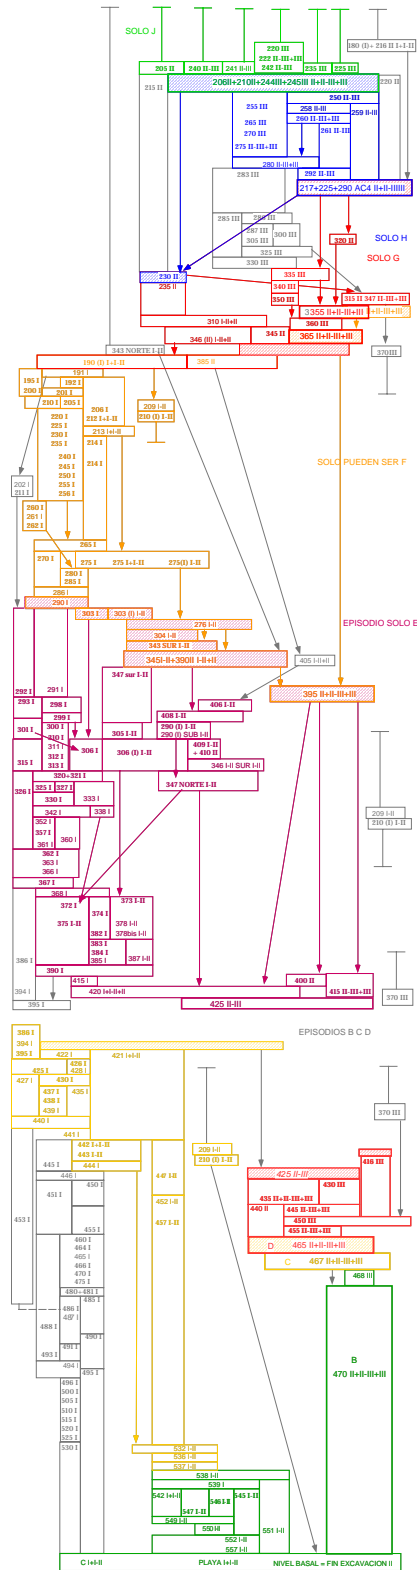 SOLO J
220 III
222 II-III+III
180 (I) + 216 II I+I-II
205 II 240 II-III 241 II-III 242 II-III 235 III 225 III
215 II 206II+210II+244III+245III II+II-III+III 220 II
250 II-III
255 III 258 II-III 259 II-III
265 III 260 II-III+III
270 III 261 II-III
275 II-III+III
280 II-III+III
283 III 292 II-III
217+225+290 AC4 II+II-IIIIII
285 III 286 III
287 III 300 III
305 III 320 II SOLO H
325 III
330 III SOLO G
230 II 335 III
235 II 340 III
350 III 315 II 347 II-III+III
3355 II+II-III+III
310 I-II+II 360 III
346 (II) I-II+II 345 II 365 II+II-III+III
343 NORTE I-II 370III
190 (I) I+I-II 385 II
191 I
195 I 192 I
200 I 201 I
210 I 205 I 206 I 209 I-II
220 I 212 I+I-II 210 (I) I-II
225 I 213 I+I-II
230 I
235 I 214 I
240 I
245 I 214 I SOLO PUEDEN SER F
250 I
202 I 255 I
211 I 256 I
260 I
261 I
262 I
265 I
270 I 275 I 275 I+I-II 275(I) I-II
280 I
285 I
286 I
290 I
303 I 303 (I) I-II
276 I-II EPISODIO SOLO E
304 I-II
343 SUR I-II
345I-II+390II I-II+II 405 I-II+II
347 sur I-II
292 I 291 I 395 II+II-III+III
293 I 298 I 406 I-II
299 I 408 II-II
301 I 300 I 305 I-II 290 (I) I-II
310 I 290 (I) SUB I-II
311 I 306 I 306 (I) I-II 409 I-II
312 I + 410 II
315 I 313 I 346 I-II SUR I-II
320+321 I
326 I 325 I 327 I 347 NORTE I-II
330 I 333 I
342 I 338 I 209 I-II
352 I 210 (I) I-II
357 I 360 I
361 I
362 I
363 I
366 I
367 I
368 I
372 I 373 I-II
374 I
375 I-II 378 I-II
382 I 378bis I-II
383 I
384 I
386 I 385 I 387 I-II
390 I
415 I 400 II
394 I 420 I+I-II+II 415 II-III+III 370 III
395 I 425 II-III
386 I EPISODIOS B C D
394 I
395 I 422 I 421 I+I-II
425 I 426 I
428 I
427 I 430 I
437 I 435 I
438 I
439 I 370 III
440 I
441 I
442 I+I-II 209 I-II
443 I-II 210 (I) I-II
445 I 444 I 416 III
446 I 447 I-II 425 II-III
450 I 430 III
451 I 452 I-II 435 II+II-III+III
453 I 440 II 445 II-III+III
455 I 457 I-II 450 III
460 I 455 II-III+III
464 I D 465 II+II-III+III
465 I C 467 II+II-III+III
466 I
470 I 468 III
475 I
480+481 I
485 I
486 I
487 I
488 I 490 I
491 I B
493 I 470 II+II-III+III
494 I
495 I
496 I
500 I
505 I
510 I
515 I
520 I
525 I
530 I 532 I-II
536 I-II
537 I-II
538 I-II
539 I
542 I+I-II 545 I-II
546 I-II
547 I-II
549 I-II
550 I-II 551 I-II
552 I-II
557 I-II
C I+I-II PLAYA I+I-II NIVEL BASAL = FIN EXCAVACION II